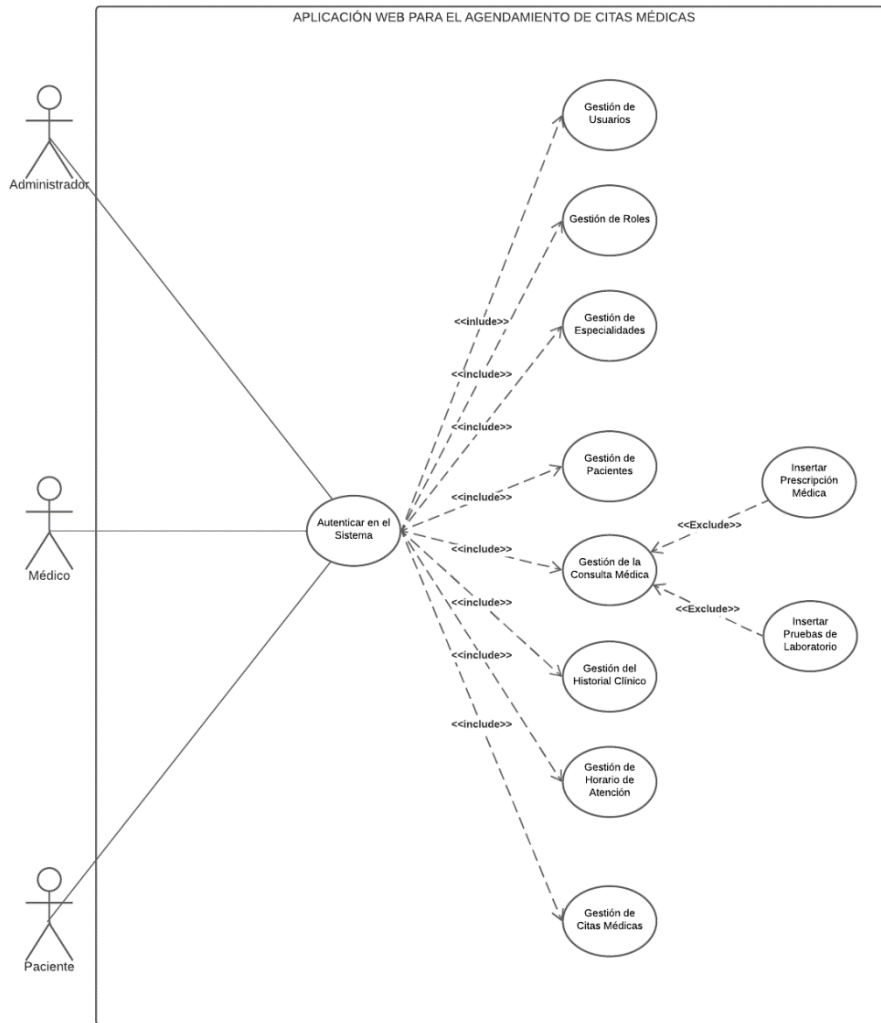 APLICACIÓN WEB PARA EL AGENDAMIENTO DE CITAS MÉDICAS
Gestión de
Usuarios
Administrador
Gestión de Roles
<<inlude>>
Gestión de
Especialidades
<<include>>
<<include>>
Gestión de
Pacientes
Insertar
Prescripción
Médica
<<include>>
Autenticar en el
Sistema
<<Exclude>>
Médico
<<include>>
Gestión de la
Consulta Médica
<<include>>
<<Exclude>>
Insertar
Pruebas de
Laboratorio
<<include>>
Gestión del
Historial Clínico
<<include>>
Gestión de
Horario de
Atención
Gestión de
Citas Médicas
Paciente